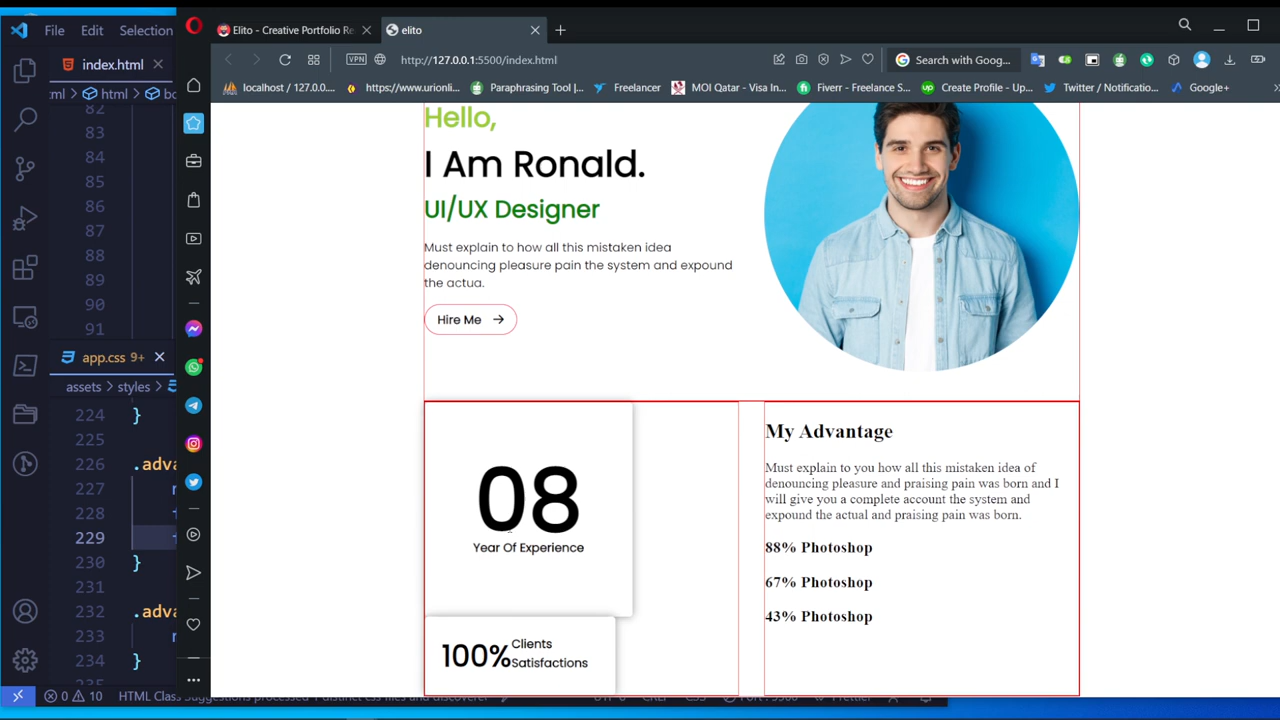 File Edit Selection
Elito - Creative Portfolio Re
elito
index.html
VPN
http://127.0.0.1:5500/index.html
Search with Goog...
ml > html > bo
localhost / 127.0....
https://www.urionli...
Paraphrasing Tool |...
Freelancer
MOI Qatar - Visa In...
Fiverr - Freelance S...
Create Profile - Up...
Twitter / Notificatio...
Google+
82
83
84
85
86
87
88
89
90
91
app.css 9+
assets > styles >
224 }
225
226 .adva
227
228
229
230 }
231
232 .adva
233
234 }
Hello,
I Am Ronald.
UI/UX Designer
Must explain to how all this mistaken idea
denouncing pleasure pain the system and expound
the actua.
Hire Me →
08
Year Of Experience
100%
Clients
Satisfactions
My Advantage
Must explain to you how all this mistaken idea of
denouncing pleasure and praising pain was born and I
will give you a complete account the system and
expound the actual and praising pain was born.
88% Photoshop
67% Photoshop
43% Photoshop
0 10